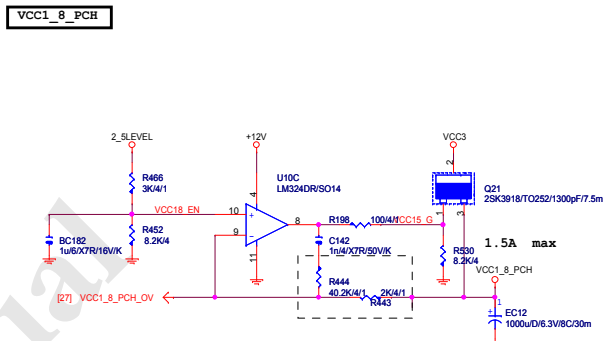 VCC1_8_PCH
2_5LEVEL
+12V
VCC3
R466
3K/4/1
U10C
LM324DR/SO14
Q21
2SK3918/TO252/1300pF/7.5m
VCC18_EN
10
+
9
-
4
11
8
R198
100/4/1
VCC15_G
2
1
3
BC182
1u/6/X7R/16V/K
R452
8.2K/4
C142
1n/4/X7R/50V/K
R530
8.2K/4
1.5A max
VCC1_8_PCH
R444
40.2K/4/1
2K/4/1
R443
[27] VCC1_8_PCH_OV
1
+
EC12
1000u/D/6.3V/8C/30m
ual